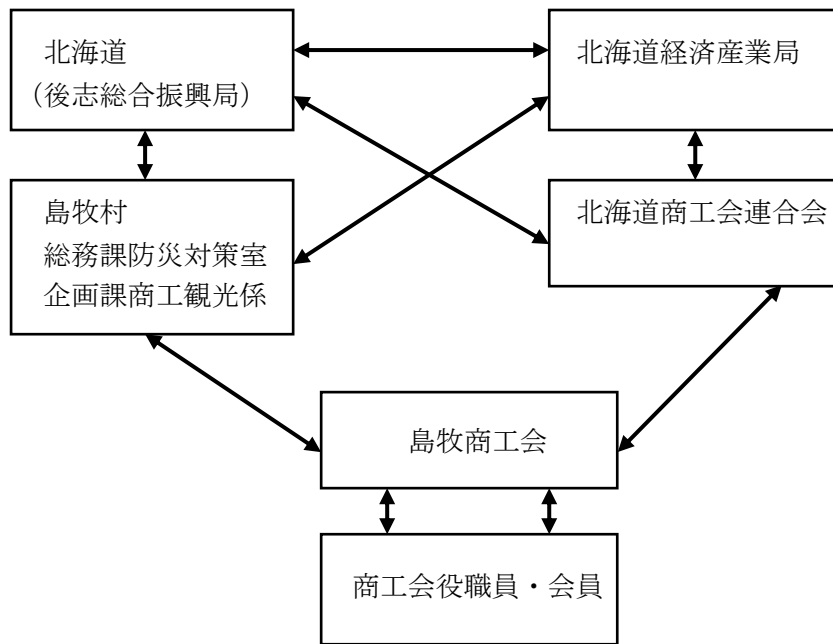 北海道
（後志総合振興局）
北海道経済産業局
島牧村
総務課防災対策室
企画課商工観光係
北海道商工会連合会
島牧商工会
商工会役職員・会員